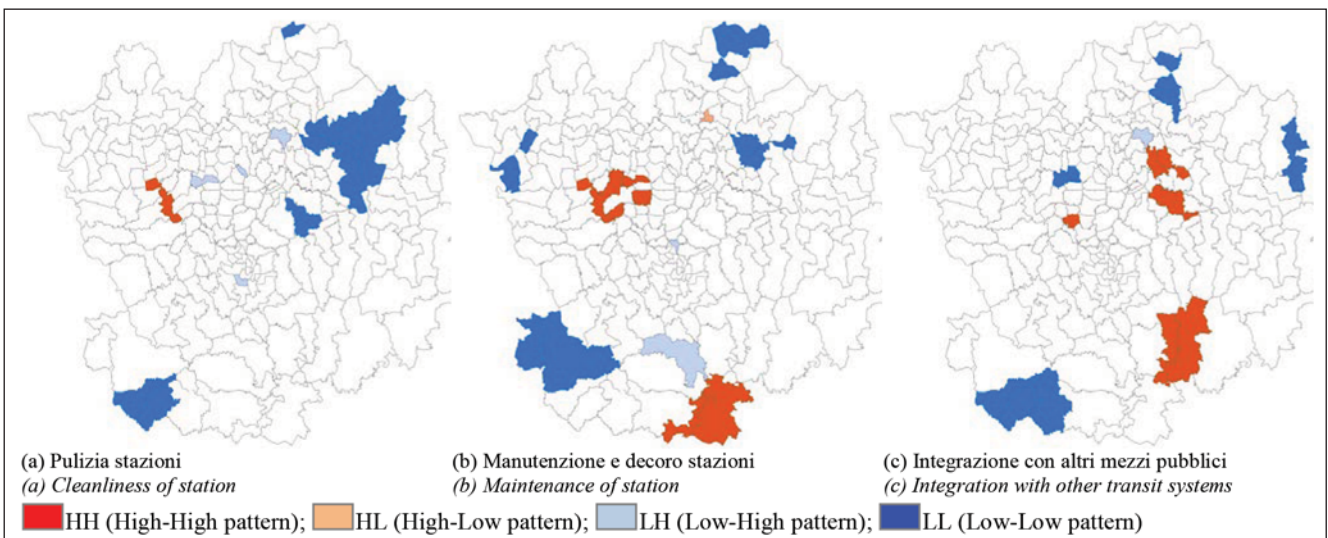 (a) Pulizia stazioni
(a) Cleanliness of station
(b) Manutenzione e decoro stazioni
(b) Maintenance of station
(c) Integrazione con altri mezzi pubblici
(c) Integration with other transit systems
HH (High-High pattern); HL (High-Low pattern); LH (Low-High pattern); LL (Low-Low pattern)